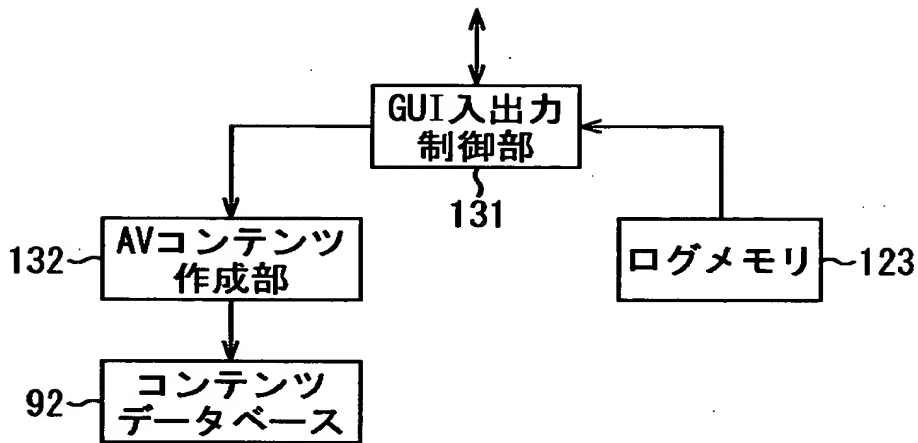 GUI入出力
制御部
131
AVコンテンツ
作成部
132
ログメモリ
123
コンテンツ
データベース
92